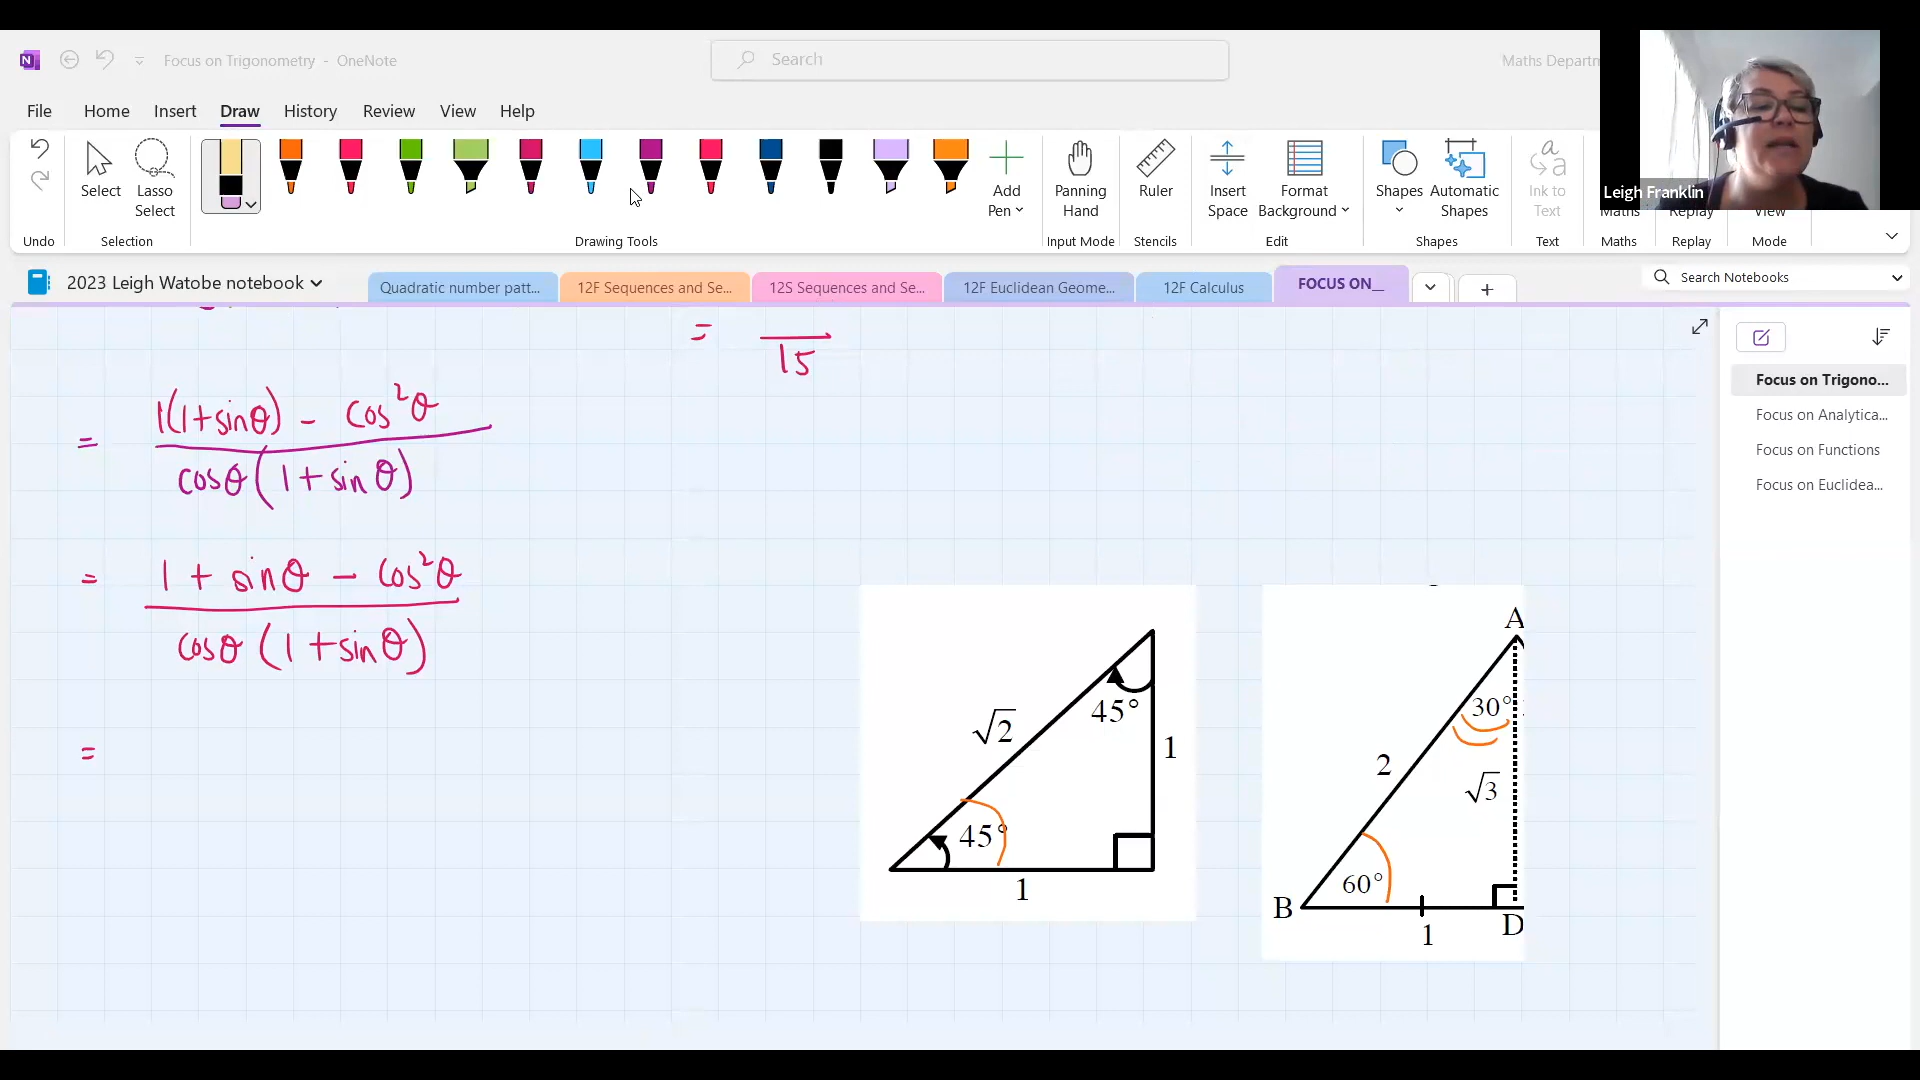 Focus on Trigonometry - OneNote
Search
Maths Departm
File Home Insert Draw History Review View Help
Select
Lasso Select
Add Pen
Panning Hand
Ruler
Insert Space
Format Background
Shapes
Automatic Shapes
Ink to Text
Maths
Replay
View
Leigh Franklin
Undo Selection Drawing Tools Input Mode Stencils Edit Shapes Text Maths Replay Mode
2023 Leigh Watobe notebook
Quadratic number patt...
12F Sequences and Se...
12S Sequences and Se...
12F Euclidean Geome...
12F Calculus
FOCUS ON_
+
Search Notebooks
Focus on Trigono...
Focus on Analytica...
Focus on Functions
Focus on Euclidea...
=
15
= 1(1+sinθ) - cos²θ
cosθ(1+sinθ)
= 1 + sinθ - cos²θ
cosθ(1+sinθ)
=
√2
45°
1
45°
1
A
30°
2
√3
60°
B
D
1